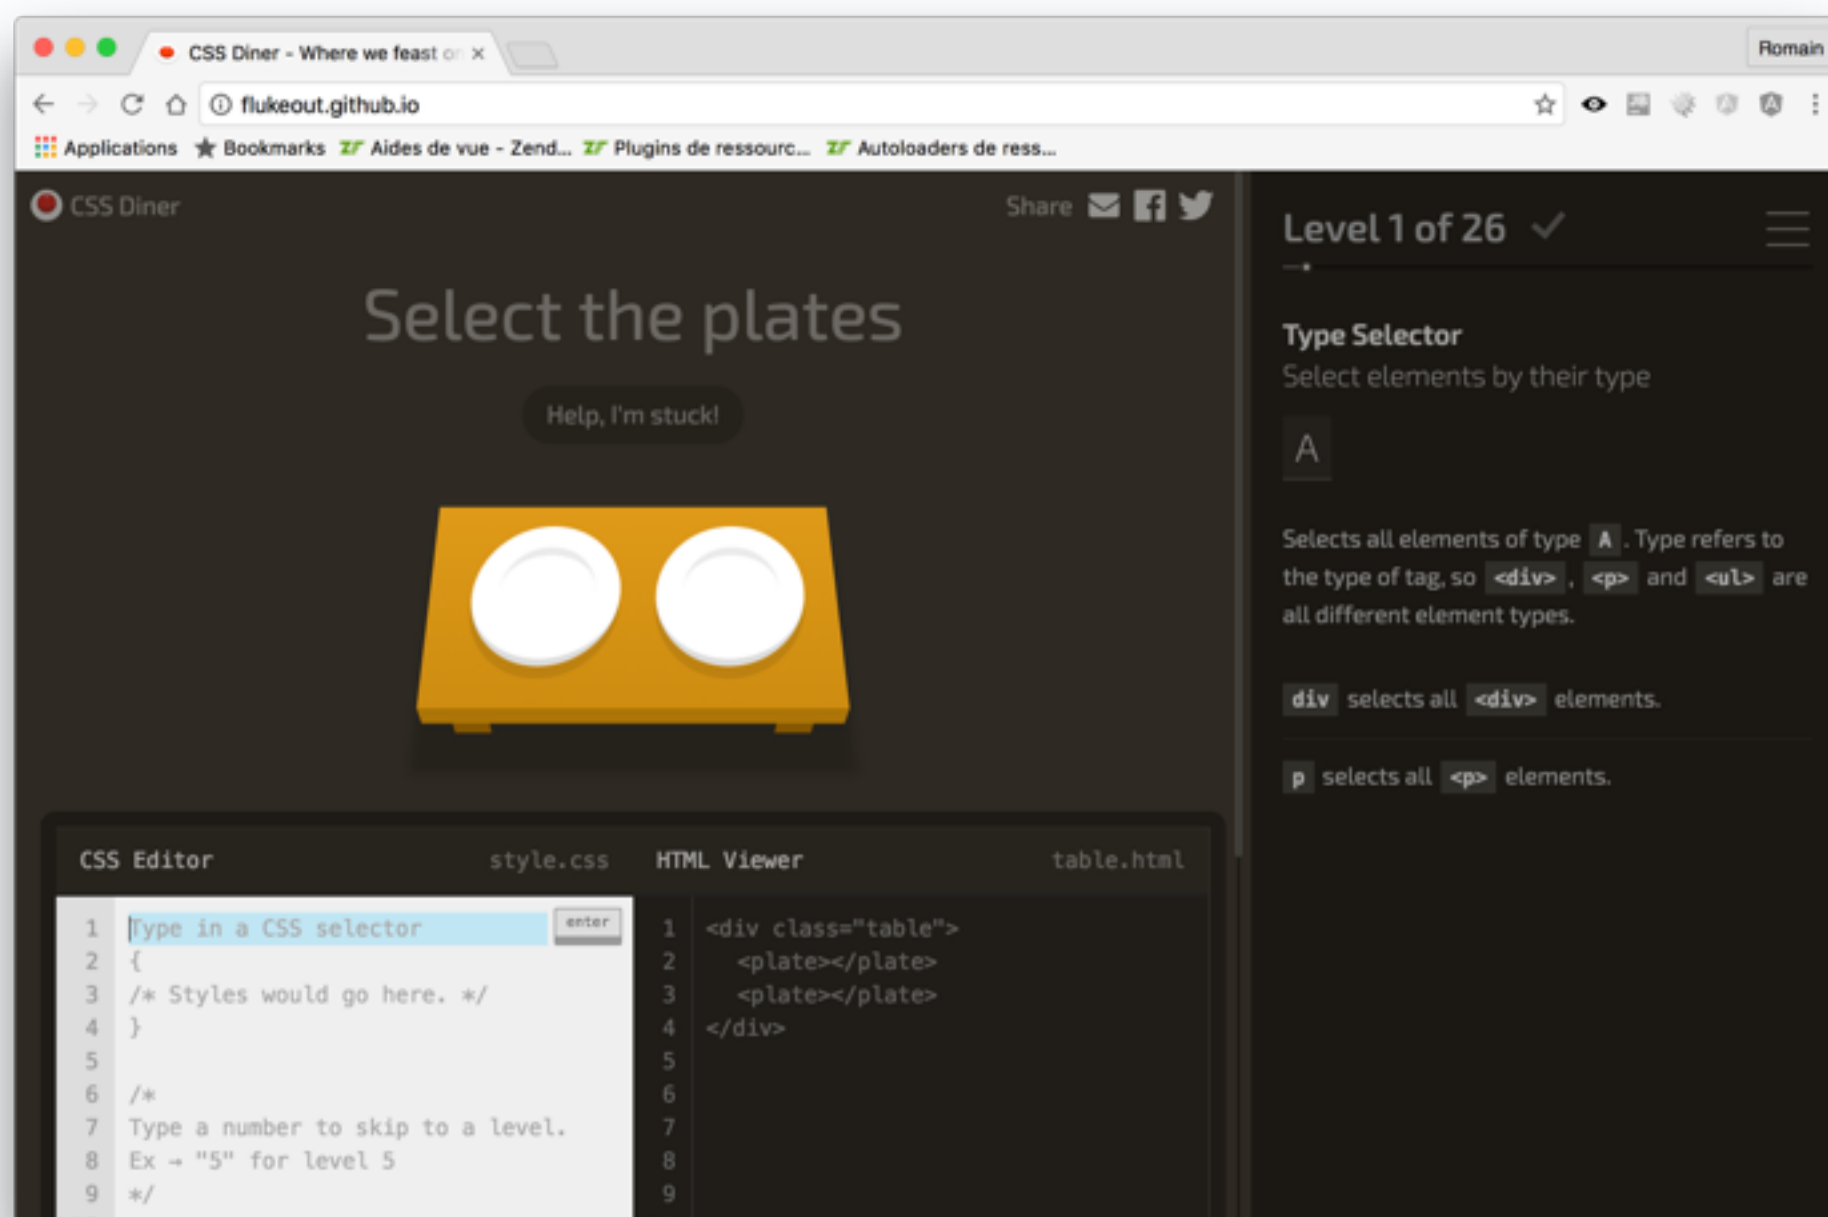 CSS Diner - Where we feast on
Romain
flukeout.github.io
Applications Bookmarks Aides de vue - Zend... Plugins de ressourc... Autoloaders de ress...
CSS Diner
Share
Select the plates
Help, I'm stuck!
CSS Editor style.css
1 Type in a CSS selector
enter
2 {
3 /* Styles would go here. */
4 }
5
6 /*
7 Type a number to skip to a level.
8 Ex → "5" for level 5
9 */
HTML Viewer table.html
1 <div class="table">
2 <plate></plate>
3 <plate></plate>
4 </div>
5
6
7
8
9
Level 1 of 26
Type Selector
Select elements by their type
A
Selects all elements of type A . Type refers to
the type of tag, so <div> , <p> and <ul> are
all different element types.
div selects all <div> elements.
p selects all <p> elements.